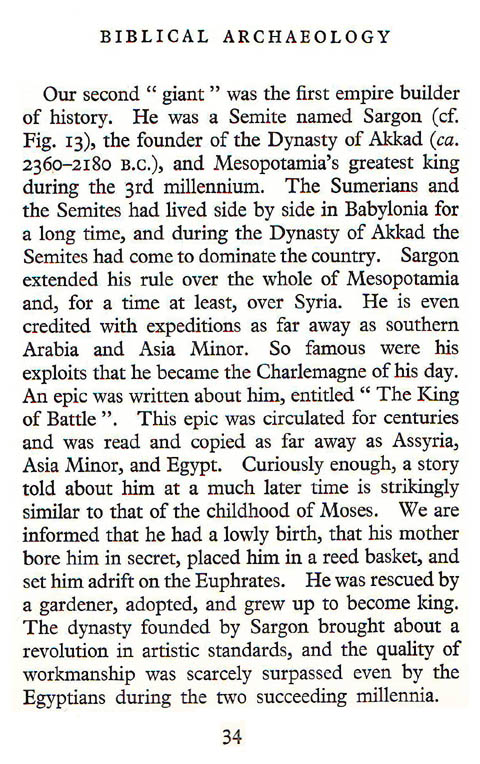 BIBLICAL ARCHAEOLOGY
Our second “ giant ” was the first empire builder
of history. He was a Semite named Sargon (cf.
Fig. 13), the founder of the Dynasty of Akkad (ca.
2360–2180 B.C.), and Mesopotamia's greatest king
during the 3rd millennium. The Sumerians and
the Semites had lived side by side in Babylonia for
a long time, and during the Dynasty of Akkad the
Semites had come to dominate the country. Sargon
extended his rule over the whole of Mesopotamia
and, for a time at least, over Syria. He is even
credited with expeditions as far away as southern
Arabia and Asia Minor. So famous were his
exploits that he became the Charlemagne of his day.
An epic was written about him, entitled “ The King
of Battle ”. This epic was circulated for centuries
and was read and copied as far away as Assyria,
Asia Minor, and Egypt. Curiously enough, a story
told about him at a much later time is strikingly
similar to that of the childhood of Moses. We are
informed that he had a lowly birth, that his mother
bore him in secret, placed him in a reed basket, and
set him adrift on the Euphrates. He was rescued by
a gardener, adopted, and grew up to become king.
The dynasty founded by Sargon brought about a
revolution in artistic standards, and the quality of
workmanship was scarcely surpassed even by the
Egyptians during the two succeeding millennia.
34